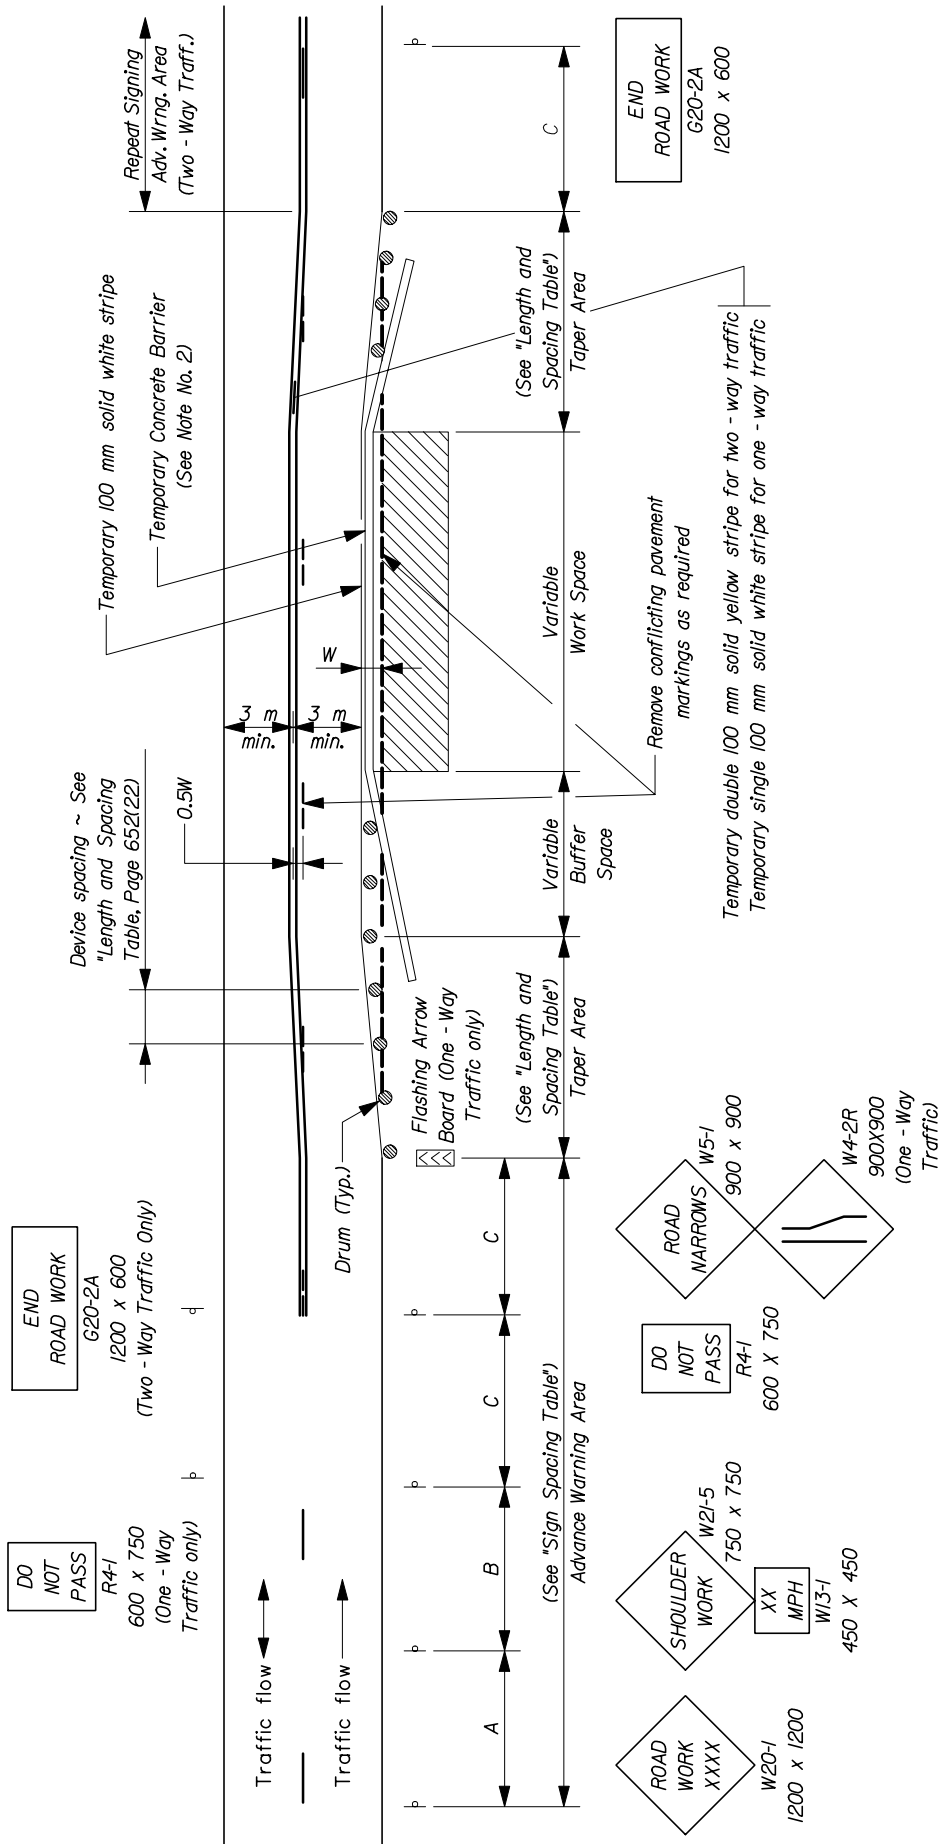 Repeat Signing
Adv. Wrng. Area
(Two - Way Traff.)
Temporary 100 mm solid white stripe
Temporary Concrete Barrier
(See Note No. 2)
Device spacing ~ See
"Length and Spacing
Table, Page 652(22)
0.5W
3 m
min.
3 m
min.
W
END
ROAD WORK
G20-2A
1200 x 600
(Two - Way Traffic Only)
DO
NOT
PASS
R4-1
600 x 750
(One - Way
Traffic only)
Traffic flow
Traffic flow
Drum (Typ.)
Flashing Arrow
Board (One - Way
Traffic only)
A
B
C
C
(See "Sign Spacing Table")
Advance Warning Area
(See "Length and
Spacing Table")
Taper Area
Variable
Buffer
Space
Variable
Work Space
(See "Length and
Spacing Table")
Taper Area
C
Remove conflicting pavement
markings as required
Temporary double 100 mm solid yellow stripe for two - way traffic
Temporary single 100 mm solid white stripe for one - way traffic
ROAD
WORK
XXXX
W20-1
1200 x 1200
SHOULDER
WORK
W21-5
750 x 750
XX
MPH
W13-1
450 X 450
DO
NOT
PASS
R4-1
600 X 750
ROAD
NARROWS
W5-1
900 x 900
W4-2R
900X900
(One - Way
Traffic)
END
ROAD WORK
G20-2A
1200 x 600